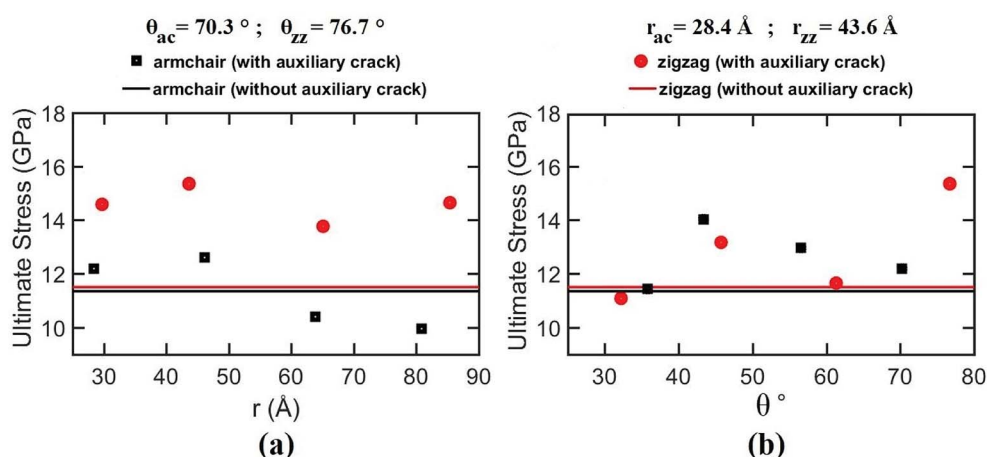 θac = 70.3 ° ; θzz = 76.7 °
armchair (with auxiliary crack)
armchair (without auxiliary crack)
18
16
14
12
10
Ultimate Stress (GPa)
30 40 50 60 70 80 90
r (Å)
(a)
rac = 28.4 Å ; rzz = 43.6 Å
zigzag (with auxiliary crack)
zigzag (without auxiliary crack)
18
16
14
12
10
Ultimate Stress (GPa)
30 40 50 60 70 80
θ °
(b)